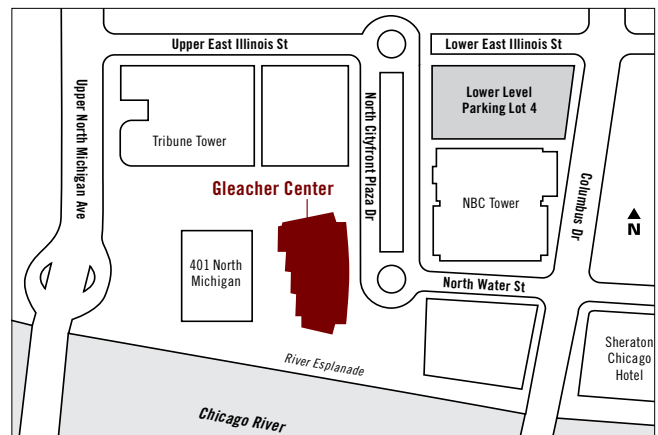 Upper East Illinois St
Lower East Illinois St
Upper North Michigan Ave
Tribune Tower
North Cityfront Plaza Dr
Lower Level
Parking Lot 4
Columbus Dr
Gleacher Center
NBC Tower
N
401 North
Michigan
North Water St
River Esplanade
Sheraton
Chicago
Hotel
Chicago River